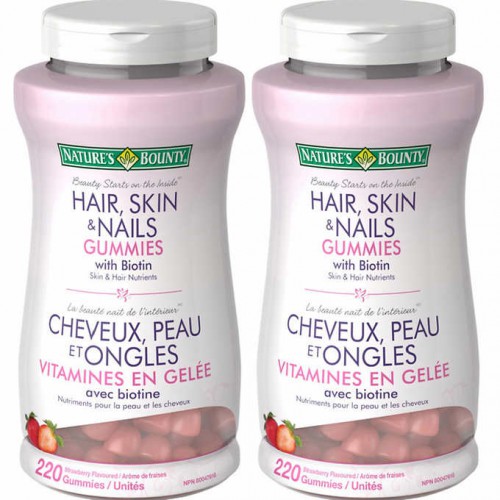 NATURE'S BOUNTY
Beauty Starts on the Inside™
HAIR, SKIN
& NAILS
GUMMIES
with Biotin
Skin & Hair Nutrients
La beauté naît de l'intérieur™
CHEVEUX, PEAU
ET ONGLES
VITAMINES EN GELÉE
avec biotine
Nutriments pour la peau et les cheveux
Strawberry Flavoured / Arôme de fraises
220 Gummies / Unités
NATURE'S BOUNTY
Beauty Starts on the Inside™
HAIR, SKIN
& NAILS
GUMMIES
with Biotin
Skin & Hair Nutrients
La beauté naît de l'intérieur™
CHEVEUX, PEAU
ET ONGLES
VITAMINES EN GELÉE
avec biotine
Nutriments pour la peau et les cheveux
Strawberry Flavoured / Arôme de fraises
220 Gummies / Unités